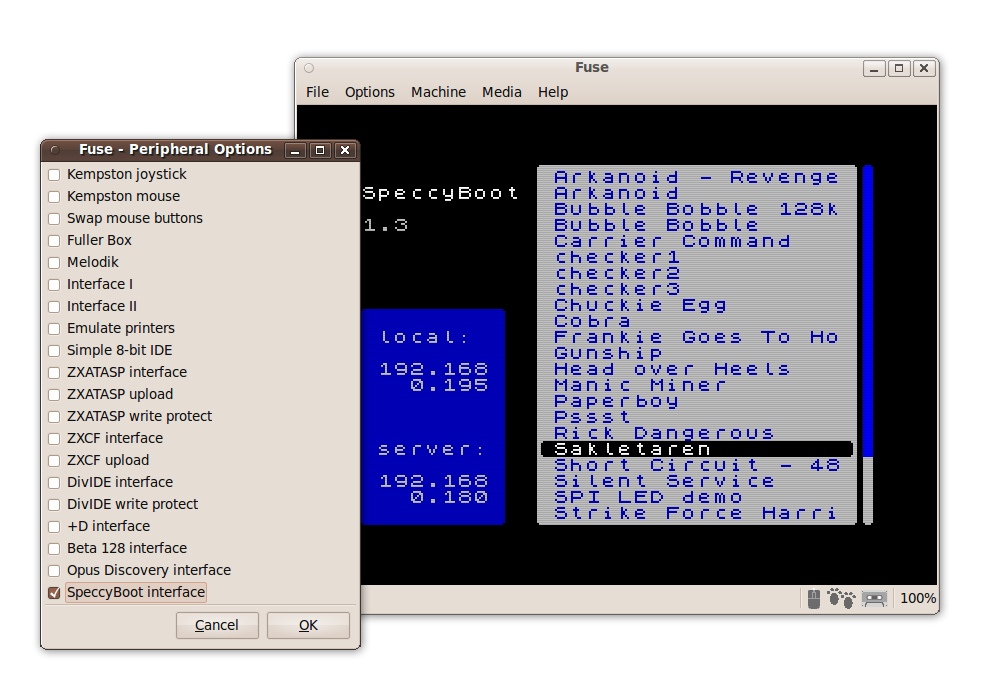 Fuse
File Options Machine Media Help
Fuse - Peripheral Options
Kempston joystick
Kempston mouse
Swap mouse buttons
Fuller Box
Melodik
Interface I
Interface II
Emulate printers
Simple 8-bit IDE
ZXATASP interface
ZXATASP upload
ZXATASP write protect
ZXCF interface
ZXCF upload
DivIDE interface
DivIDE write protect
+D interface
Beta 128 interface
Opus Discovery interface
SpeccyBoot interface
Cancel OK
SpeccyBoot
1.3
local:
192.168
0.195
server:
192.168
0.180
Arkanoid - Revenge
Arkanoid
Bubble Bobble 128k
Bubble Bobble
Carrier Command
checker1
checker2
checker3
Chuckie Egg
Cobra
Frankie Goes To Ho
Gunship
Head over Heels
Manic Miner
Paperboy
Pssst
Rick Dangerous
Sakletaren
Short Circuit - 48
Silent Service
SPI LED demo
Strike Force Harri
100%